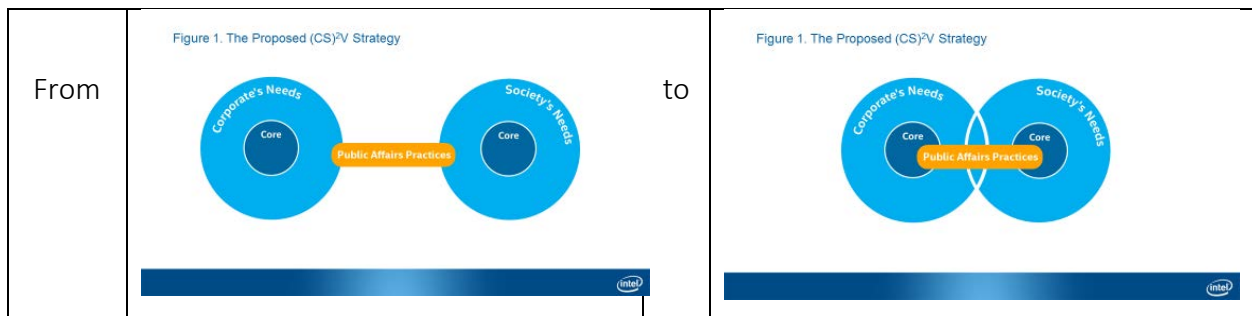 From
Figure 1. The Proposed (CS)²V Strategy
Corporate's Needs
Core
Public Affairs Practices
Society's Needs
Core
intel
to
Figure 1. The Proposed (CS)²V Strategy
Corporate's Needs
Core
Public Affairs Practices
Society's Needs
Core
intel